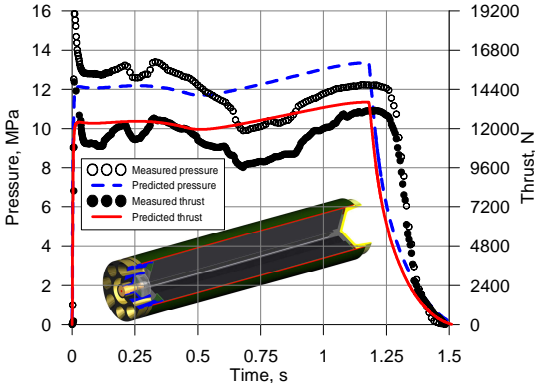 16
14
12
10
8
6
4
2
0
Pressure, MPa
19200
16800
14400
12000
9600
7200
4800
2400
0
Thrust, N
Measured pressure
Predicted pressure
Measured thrust
Predicted thrust
0 0.25 0.5 0.75 1 1.25 1.5
Time, s